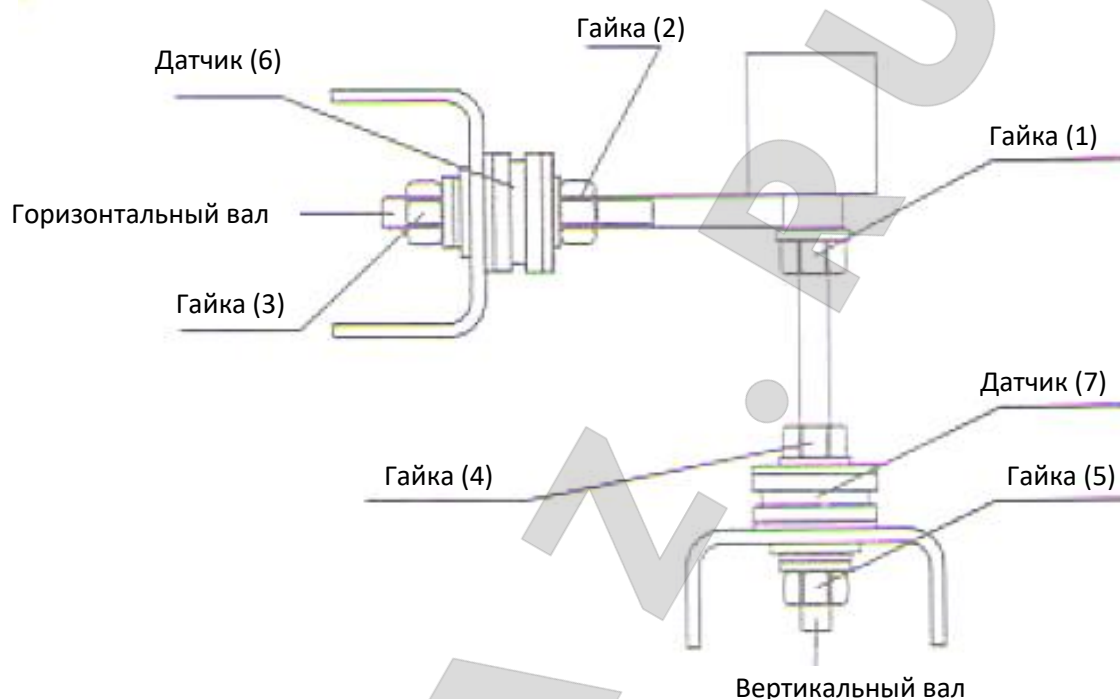 Гайка (2)
Датчик (6)
Гайка (1)
Горизонтальный вал
Гайка (3)
Датчик (7)
Гайка (4)
Гайка (5)
Вертикальный вал